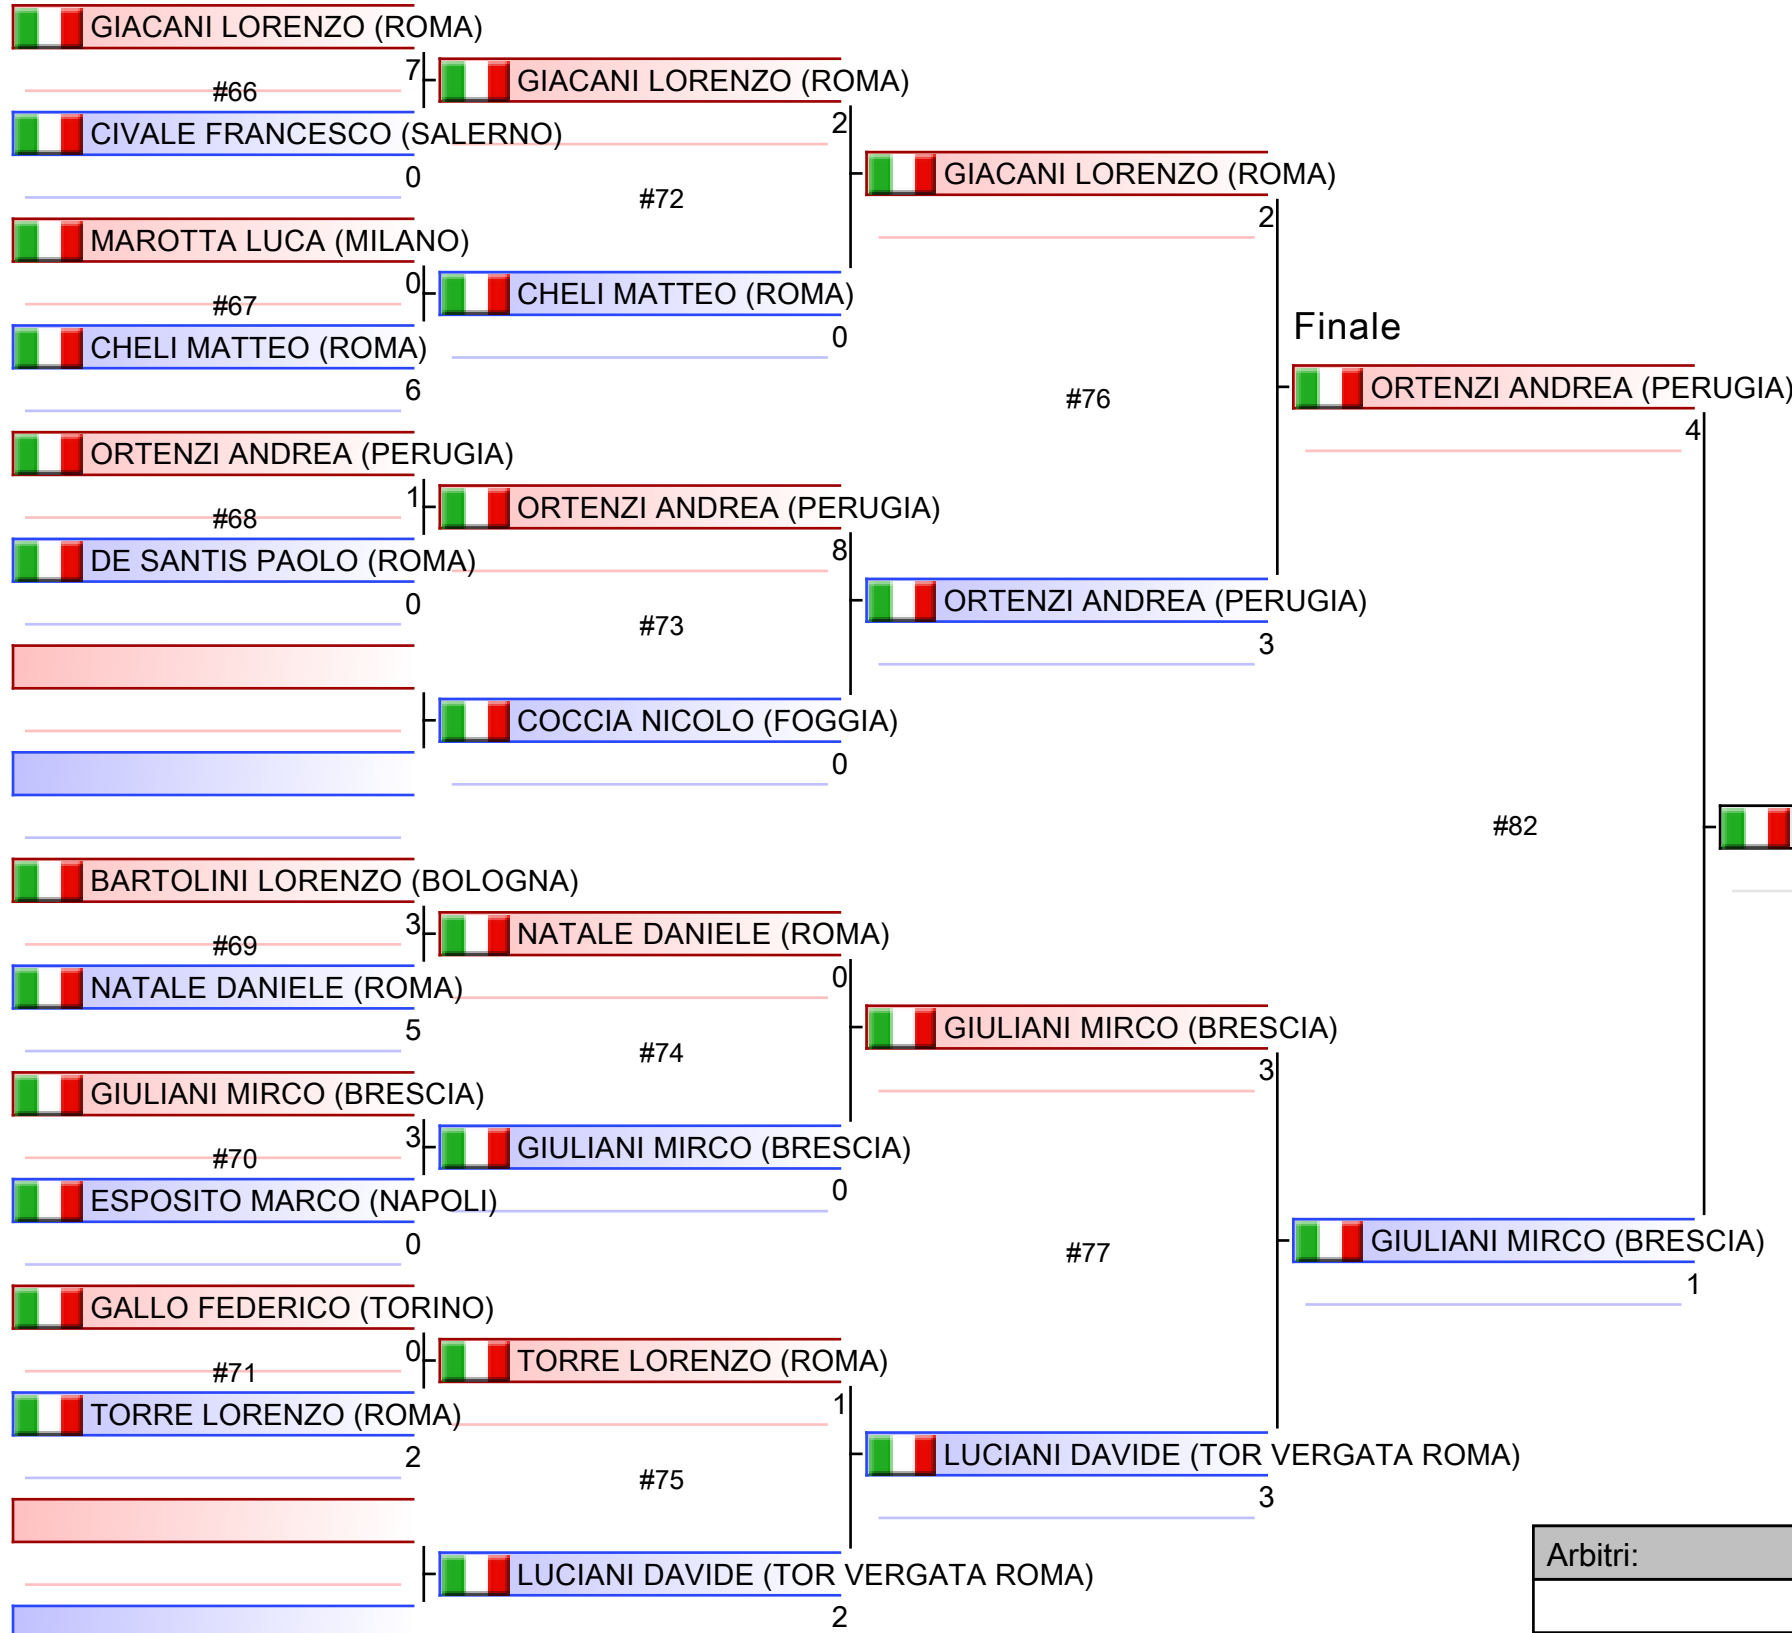 GIACANI LORENZO (ROMA)
7
#66
CIVALE FRANCESCO (SALERNO)
0
MAROTTA LUCA (MILANO)
0
#67
CHELI MATTEO (ROMA)
6
ORTENZI ANDREA (PERUGIA)
1
#68
DE SANTIS PAOLO (ROMA)
0
BARTOLINI LORENZO (BOLOGNA)
3
#69
NATALE DANIELE (ROMA)
5
GIULIANI MIRCO (BRESCIA)
3
#70
ESPOSITO MARCO (NAPOLI)
0
GALLO FEDERICO (TORINO)
0
#71
TORRE LORENZO (ROMA)
2
GIACANI LORENZO (ROMA)
2
#72
CHELI MATTEO (ROMA)
0
ORTENZI ANDREA (PERUGIA)
8
#73
COCCIA NICOLO (FOGGIA)
0
NATALE DANIELE (ROMA)
0
#74
GIULIANI MIRCO (BRESCIA)
0
TORRE LORENZO (ROMA)
1
#75
LUCIANI DAVIDE (TOR VERGATA ROMA)
2
GIACANI LORENZO (ROMA)
2
#76
ORTENZI ANDREA (PERUGIA)
3
GIULIANI MIRCO (BRESCIA)
3
#77
LUCIANI DAVIDE (TOR VERGATA ROMA)
3
Finale
ORTENZI ANDREA (PERUGIA)
4
#82
GIULIANI MIRCO (BRESCIA)
1
Arbitri: